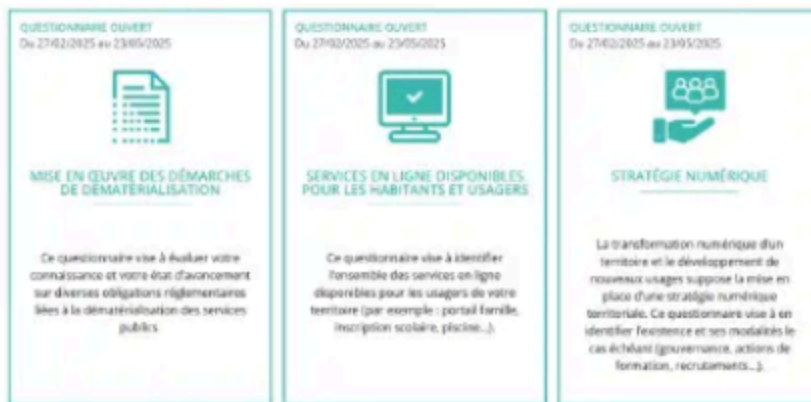 QUESTIONNAIRE OUVERT
Du 27/02/2025 au 23/05/2025
MISE EN ŒUVRE DES DÉMARCHES
DE DÉMATÉRIALISATION
Ce questionnaire vise à évaluer votre
connaissance et votre état d'avancement
sur diverses obligations réglementaires
liées à la dématérialisation des services
publics
QUESTIONNAIRE OUVERT
Du 27/02/2025 au 23/05/2025
SERVICES EN LIGNE DISPONIBLES
POUR LES HABITANTS ET USAGERS
Ce questionnaire vise à identifier
l'ensemble des services en ligne
disponibles pour les usagers de votre
territoire (par exemple : portail famille,
inscription scolaire, piscine...).
QUESTIONNAIRE OUVERT
Du 27/02/2025 au 23/05/2025
STRATÉGIE NUMÉRIQUE
La transformation numérique d'un
territoire et le développement de
nouveaux usages suppose la mise en
place d'une stratégie numérique
territoriale. Ce questionnaire vise à en
identifier l'existence et ses modalités le
cas échéant (gouvernance, actions de
formation, recrutements...).